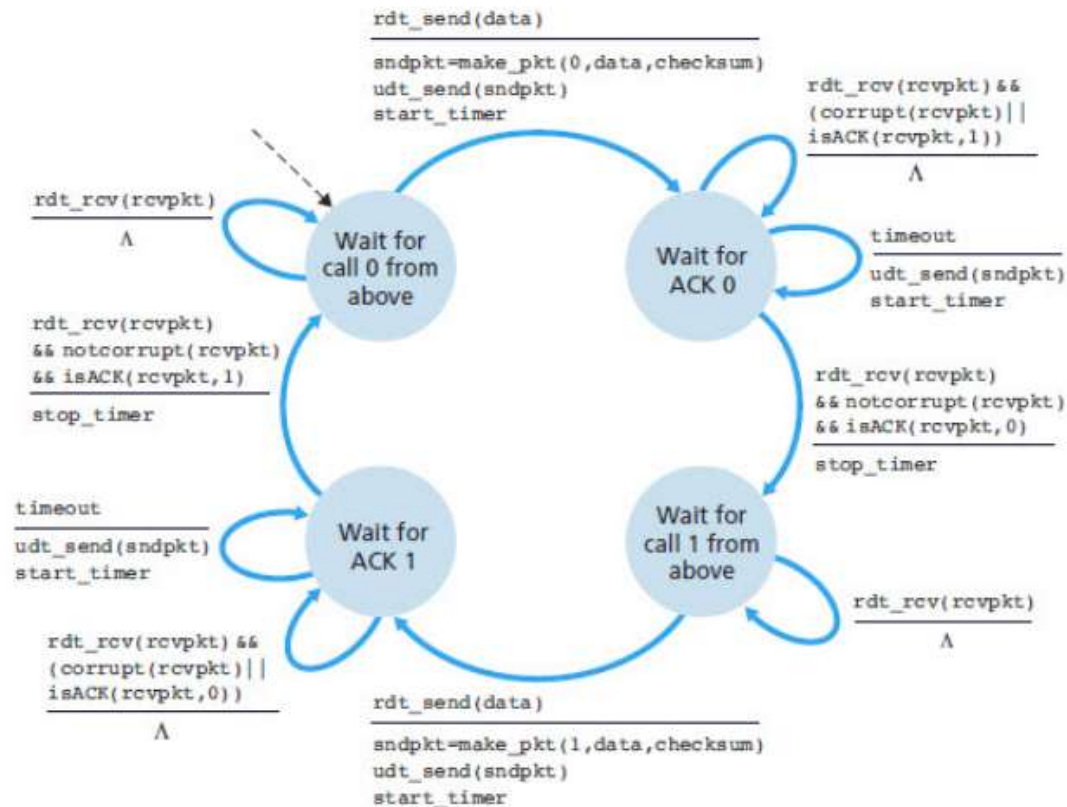 rdt_send(data)
sndpkt=make_pkt(0,data,checksum)
udt_send(sndpkt)
start_timer
rdt_rcv(rcvpkt) &&
(corrupt(rcvpkt)||
isACK(rcvpkt,1))
Λ
rdt_rcv(rcvpkt)
Λ
Wait for
call 0 from
above
Wait for
ACK 0
timeout
udt_send(sndpkt)
start_timer
rdt_rcv(rcvpkt)
&& notcorrupt(rcvpkt)
&& isACK(rcvpkt,1)
stop_timer
rdt_rcv(rcvpkt)
&& notcorrupt(rcvpkt)
&& isACK(rcvpkt,0)
stop_timer
timeout
udt_send(sndpkt)
start_timer
Wait for
ACK 1
Wait for
call 1 from
above
rdt_rcv(rcvpkt)
Λ
rdt_rcv(rcvpkt) &&
(corrupt(rcvpkt)||
isACK(rcvpkt,0))
Λ
rdt_send(data)
sndpkt=make_pkt(1,data,checksum)
udt_send(sndpkt)
start_timer